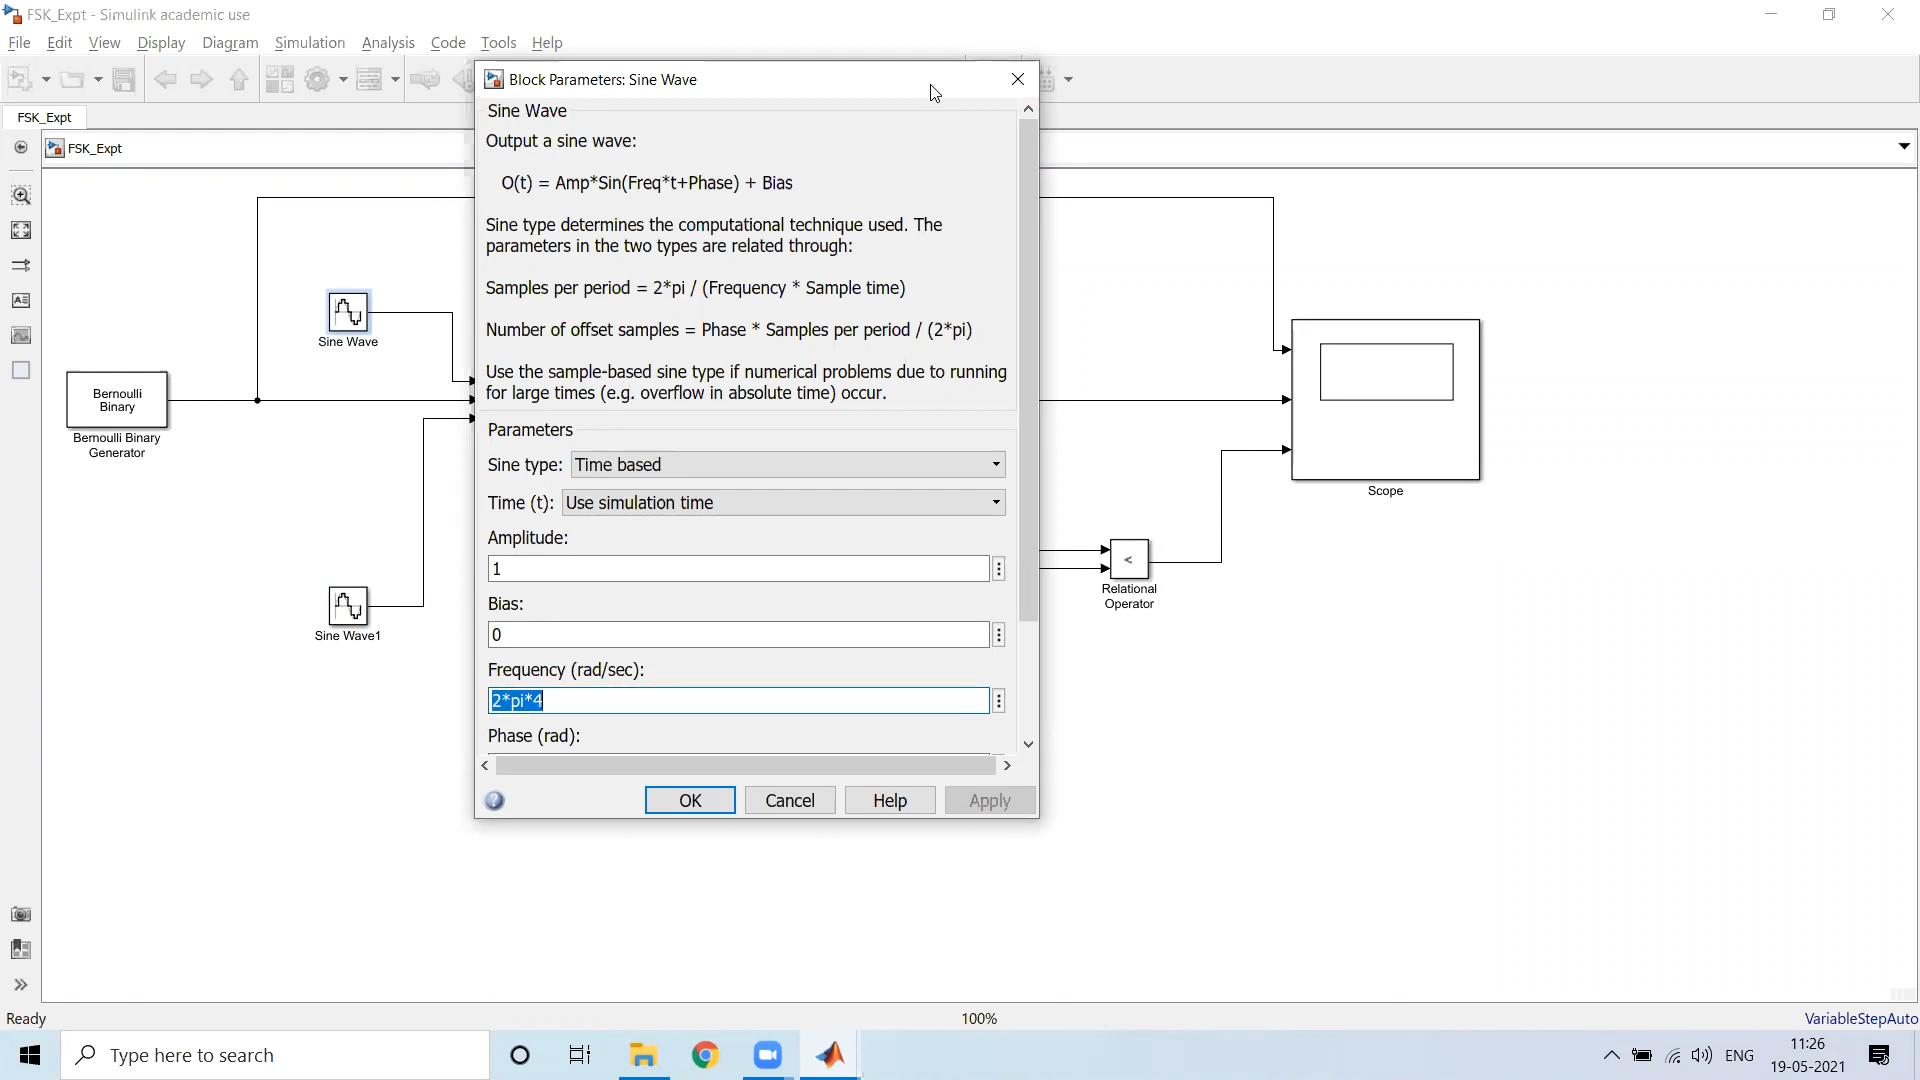 FSK_Expt - Simulink academic use
File Edit View Display Diagram Simulation Analysis Code Tools Help
FSK_Expt
FSK_Expt
Bernoulli
Binary
Bernoulli Binary
Generator
Sine Wave
Sine Wave1
Block Parameters: Sine Wave
Sine Wave
Output a sine wave:
O(t) = Amp*Sin(Freq*t+Phase) + Bias
Sine type determines the computational technique used. The
parameters in the two types are related through:
Samples per period = 2*pi / (Frequency * Sample time)
Number of offset samples = Phase * Samples per period / (2*pi)
Use the sample-based sine type if numerical problems due to running
for large times (e.g. overflow in absolute time) occur.
Parameters
Sine type: Time based
Time (t): Use simulation time
Amplitude:
1
Bias:
0
Frequency (rad/sec):
2*pi*4
Phase (rad):
OK Cancel Help Apply
<
Relational
Operator
Scope
Ready 100% VariableStepAuto
Type here to search
ENG
11:26
19-05-2021